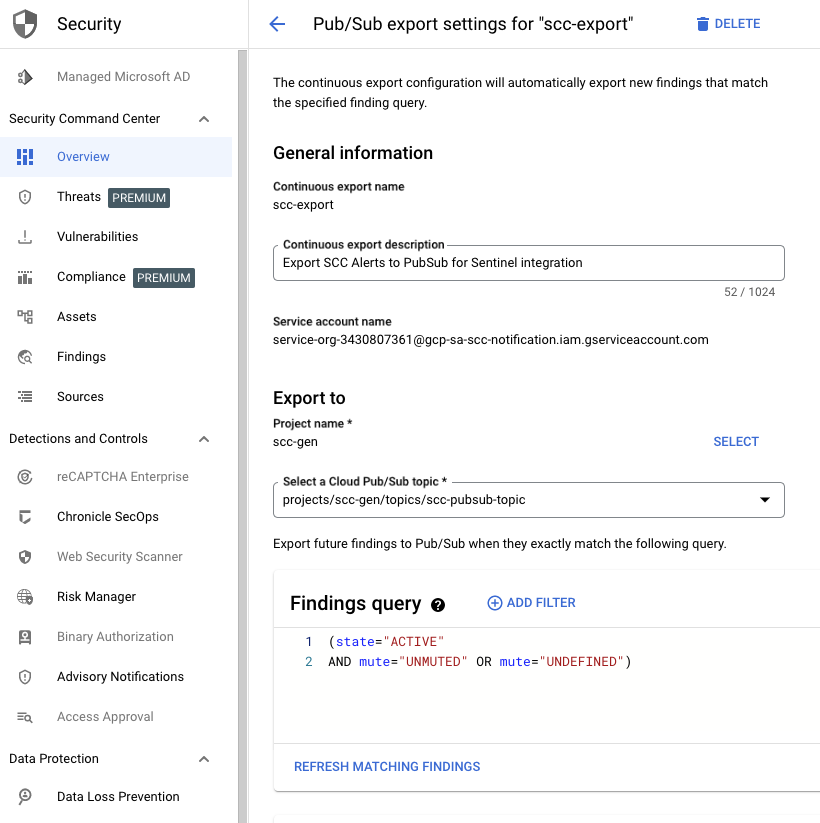 Security
Managed Microsoft AD
Security Command Center
Overview
Threats PREMIUM
Vulnerabilities
Compliance PREMIUM
Assets
Findings
Sources
Detections and Controls
reCAPTCHA Enterprise
Chronicle SecOps
Web Security Scanner
Risk Manager
Binary Authorization
Advisory Notifications
Access Approval
Data Protection
Data Loss Prevention
Pub/Sub export settings for "scc-export"
DELETE
The continuous export configuration will automatically export new findings that match
the specified finding query.
General information
Continuous export name
scc-export
Continuous export description
Export SCC Alerts to PubSub for Sentinel integration
52 / 1024
Service account name
service-org-3430807361@gcp-sa-scc-notification.iam.gserviceaccount.com
Export to
Project name *
scc-gen
SELECT
Select a Cloud Pub/Sub topic *
projects/scc-gen/topics/scc-pubsub-topic
Export future findings to Pub/Sub when they exactly match the following query.
Findings query ?
ADD FILTER
1 (state="ACTIVE"
2 AND mute="UNMUTED" OR mute="UNDEFINED")
REFRESH MATCHING FINDINGS